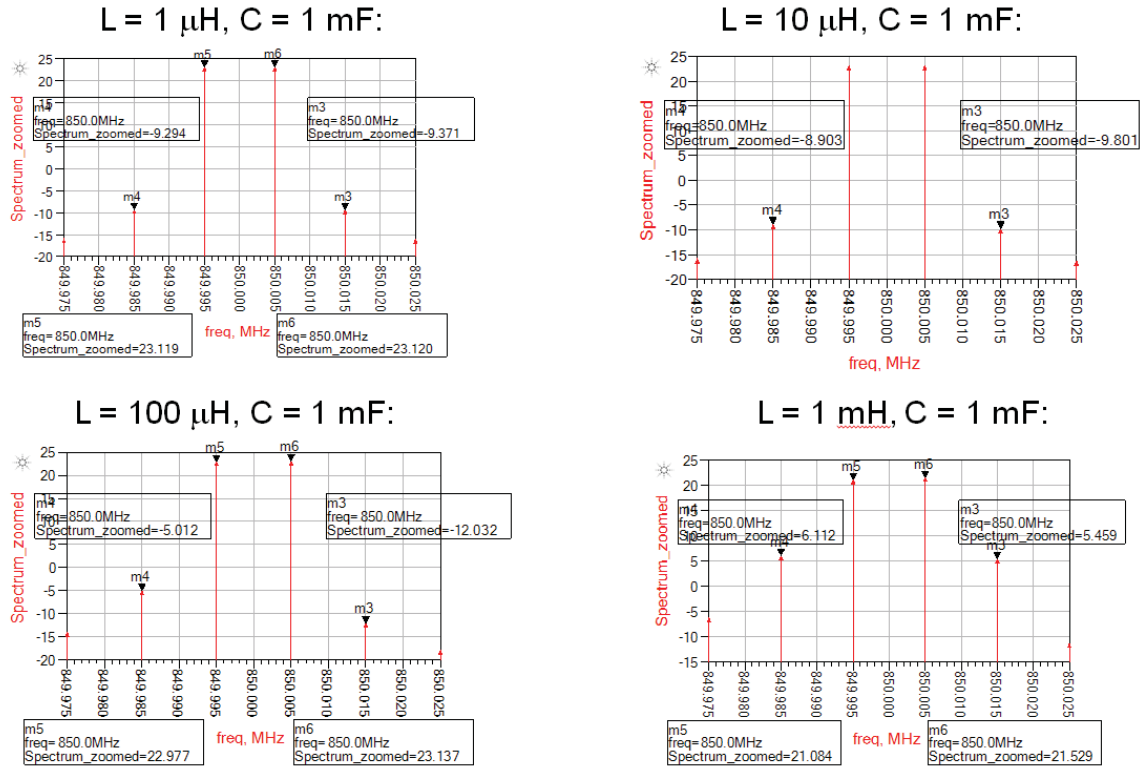 L = 1 μH, C = 1 mF:
m5 m6
25
20
15
10
5
0
-5
-10
-15
-20
Spectrum_zoomed
m4
freq=850.0MHz
Spectrum_zoomed=-9.294
m3
freq=850.0MHz
Spectrum_zoomed=-9.371
m4
m3
849.975
849.980
849.985
849.990
849.995
850.000
850.005
850.010
850.015
850.020
850.025
freq, MHz
m5
freq=850.0MHz
Spectrum_zoomed=23.119
m6
freq=850.0MHz
Spectrum_zoomed=23.120
L = 10 μH, C = 1 mF:
25
20
15
10
5
0
-5
-10
-15
-20
Spectrum_zoomed
m4
freq=850.0MHz
Spectrum_zoomed=-8.903
m3
freq=850.0MHz
Spectrum_zoomed=-9.801
m4
m3
849.975
849.980
849.985
849.990
849.995
850.000
850.005
850.010
850.015
850.020
850.025
freq, MHz
L = 100 μH, C = 1 mF:
m5 m6
25
20
15
10
5
0
-5
-10
-15
-20
Spectrum_zoomed
m4
freq=850.0MHz
Spectrum_zoomed=-5.012
m3
freq=850.0MHz
Spectrum_zoomed=-12.032
m4
m3
849.975
849.980
849.985
849.990
849.995
850.000
850.005
850.010
850.015
850.020
850.025
freq, MHz
m5
freq=850.0MHz
Spectrum_zoomed=22.977
m6
freq=850.0MHz
Spectrum_zoomed=23.137
L = 1 mH, C = 1 mF:
m5 m6
25
20
15
10
5
0
-5
-10
-15
Spectrum_zoomed
m4
freq=850.0MHz
Spectrum_zoomed=6.112
m3
freq=850.0MHz
Spectrum_zoomed=5.459
m4
m3
849.975
849.980
849.985
849.990
849.995
850.000
850.005
850.010
850.015
850.020
850.025
freq, MHz
m5
freq=850.0MHz
Spectrum_zoomed=21.084
m6
freq=850.0MHz
Spectrum_zoomed=21.529